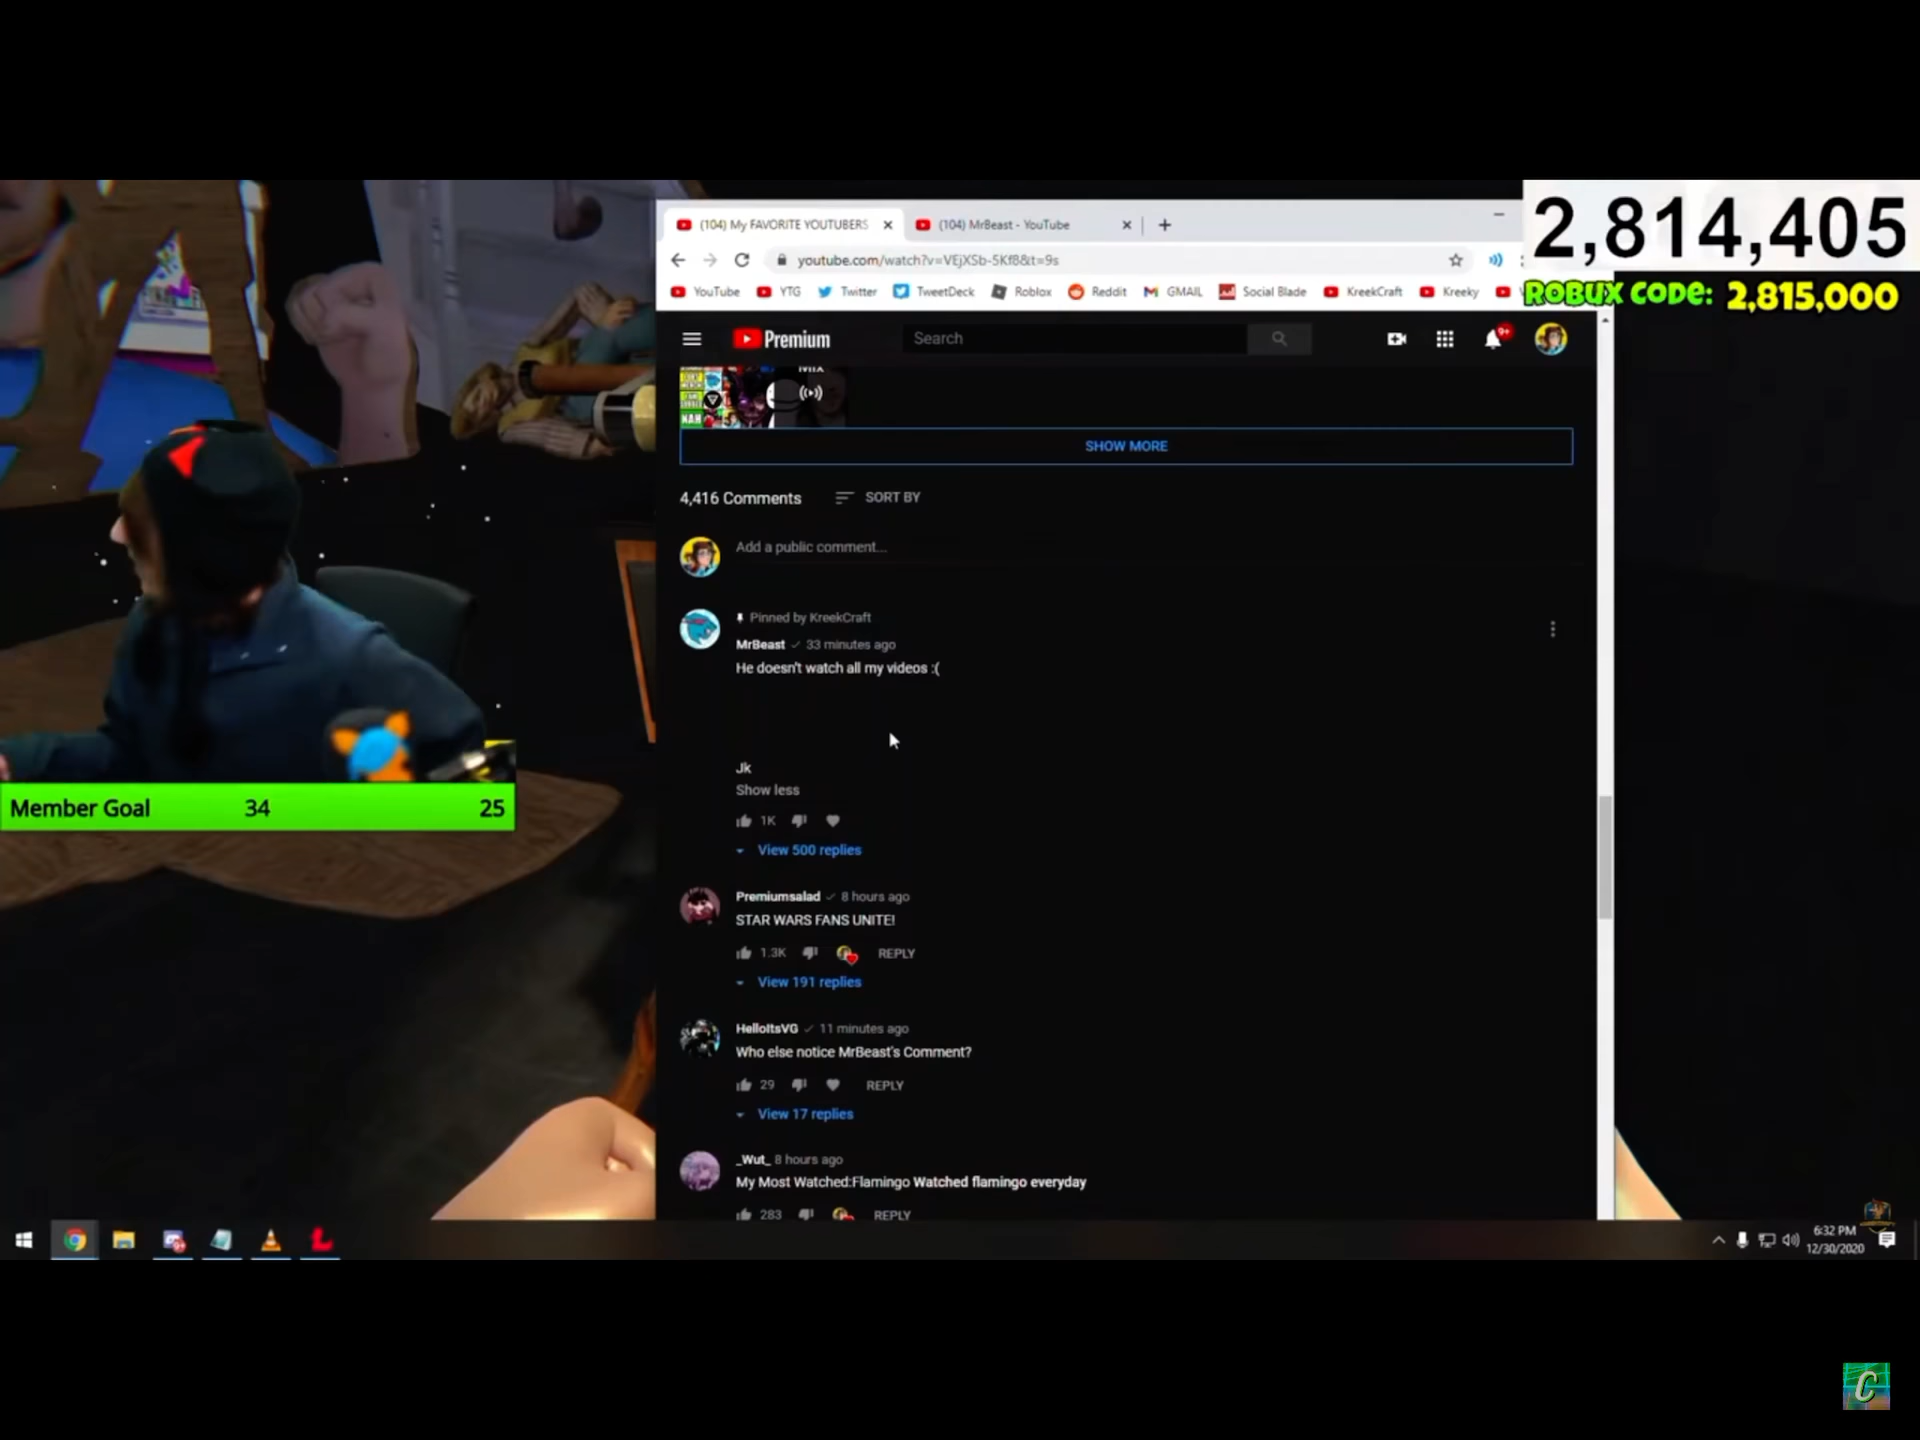 2,814,405
ROBUX CODE: 2,815,000
(104) My FAVORITE YOUTUBERS
(104) MrBeast - YouTube
youtube.com/watch?v=VEjXSb-5Kf8&t=9s
YouTube YTG Twitter TweetDeck Roblox Reddit GMAIL Social Blade KreekCraft Kreeky
Premium
Search
9+
Mix
NAH
SHOW MORE
4,416 Comments SORT BY
Add a public comment...
Pinned by KreekCraft
MrBeast 33 minutes ago
He doesn't watch all my videos :(
Jk
Show less
1K
View 500 replies
Premiumsalad 8 hours ago
STAR WARS FANS UNITE!
1.3K REPLY
View 191 replies
HelloItsVG 11 minutes ago
Who else notice MrBeast's Comment?
29 REPLY
View 17 replies
_Wut_ 8 hours ago
My Most Watched:Flamingo Watched flamingo everyday
283 REPLY
Member Goal 34 25
6:32 PM
12/30/2020
C